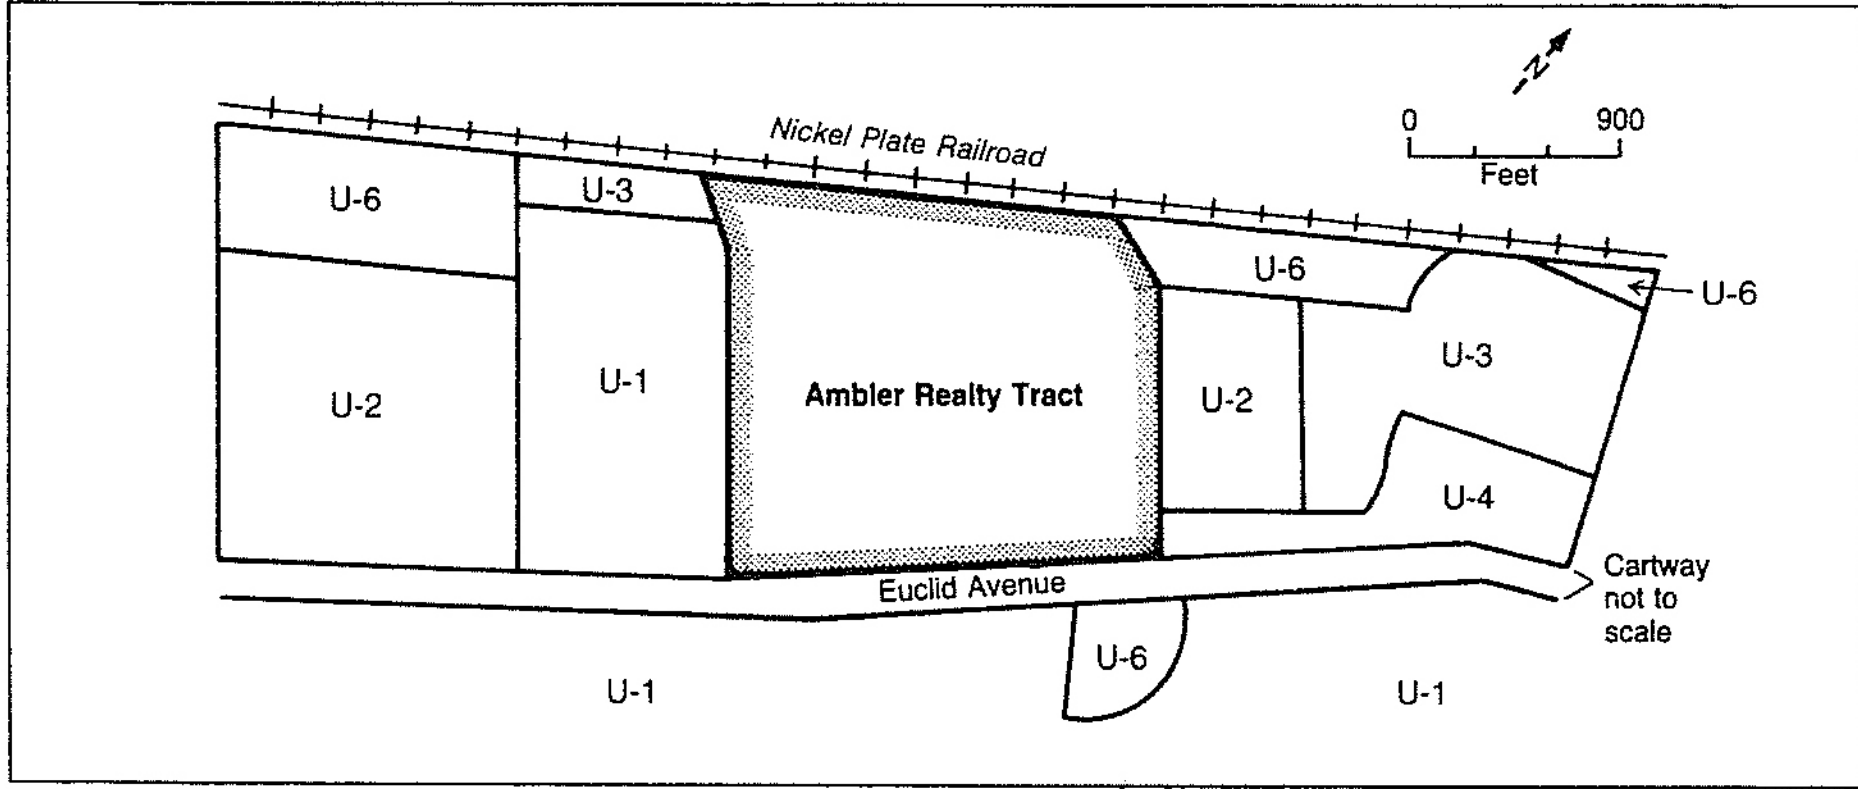 N
0 900
Feet
Nickel Plate Railroad
U-6
U-3
U-6
U-6
U-3
U-1
Ambler Realty Tract
U-2
U-2
U-4
Euclid Avenue
Cartway
not to
scale
U-6
U-1
U-1